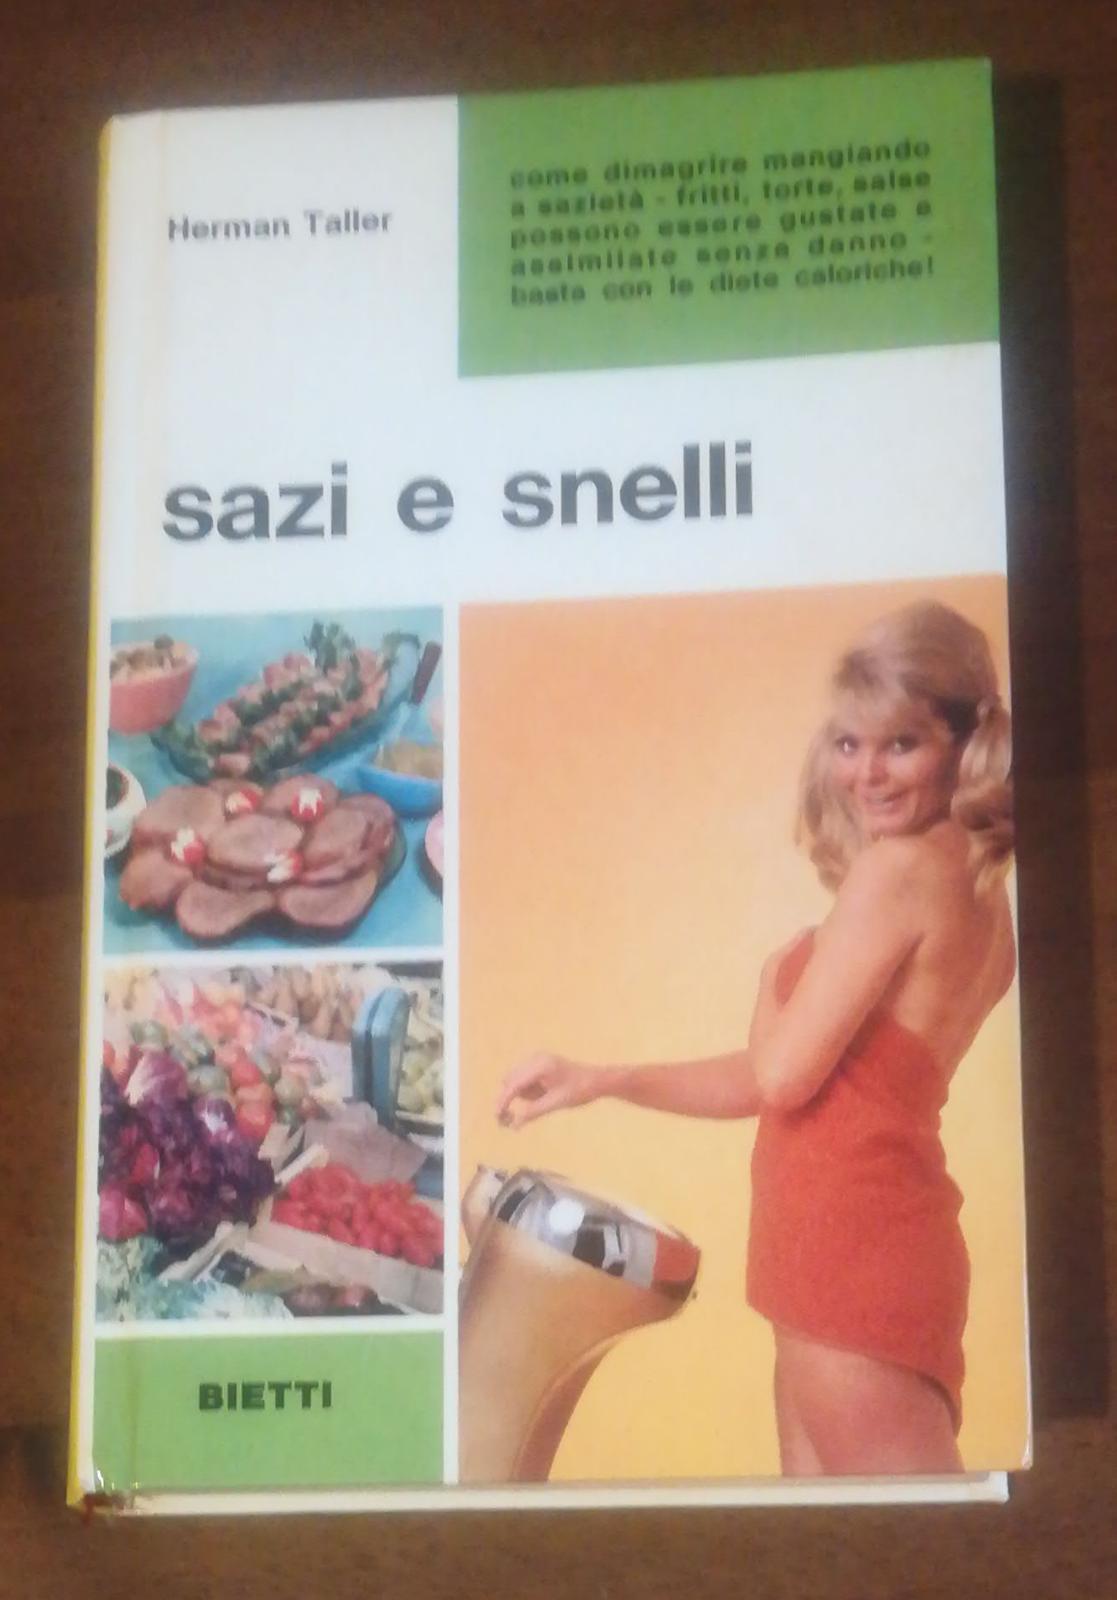 Herman Taller
come dimagrire mangiando
a sazietà - fritti, torte, salse
possono essere gustate e
assimilate senza danno -
basta con le diete caloriche!
sazi e snelli
BIETTI